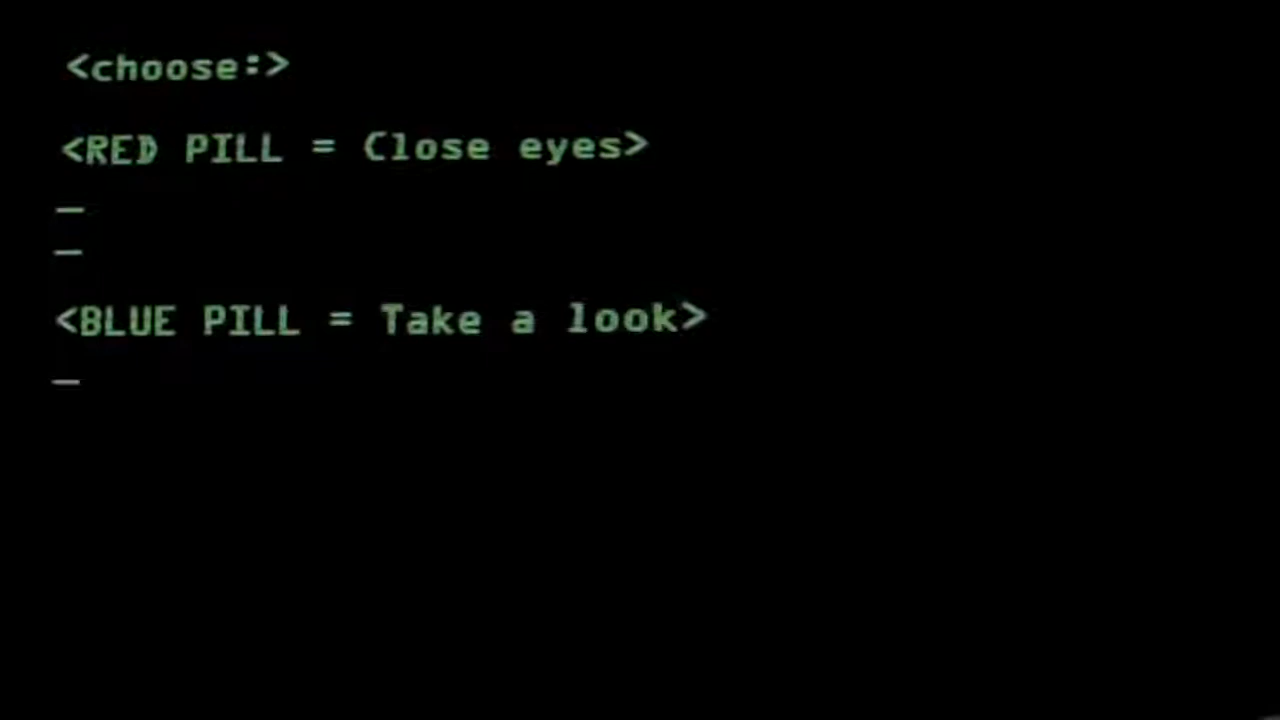 <choose:>
<RED PILL = Close eyes>
_
_
<BLUE PILL = Take a look>
_